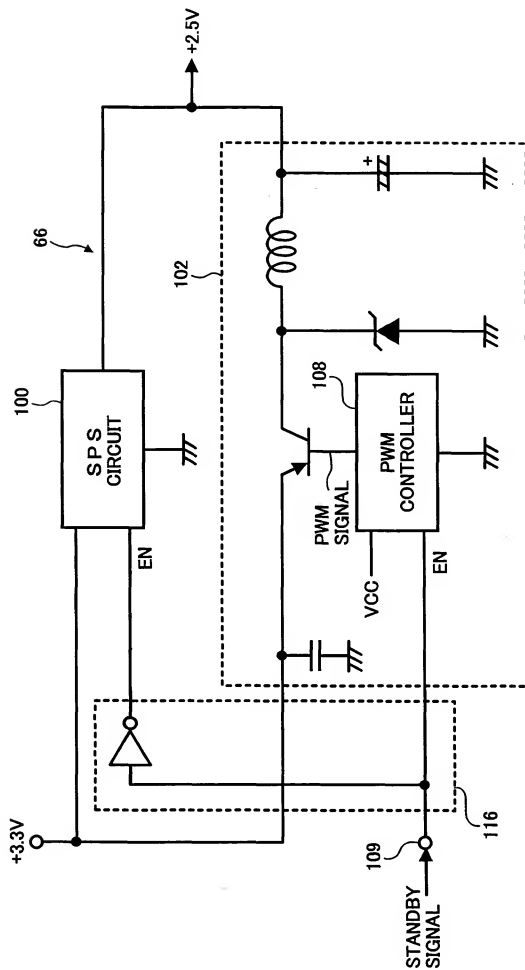 66
+2.5V
100
SPS
CIRCUIT
EN
102
+
+3.3V
PWM
SIGNAL
108
PWM
CONTROLLER
VCC
EN
STANDBY
SIGNAL
109
116